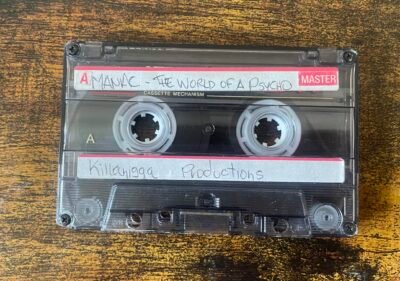 A MANIAC - THE WORLD OF A PSYCHO MASTER
CASSETTE MECHANISM
A
Killanigga Productions